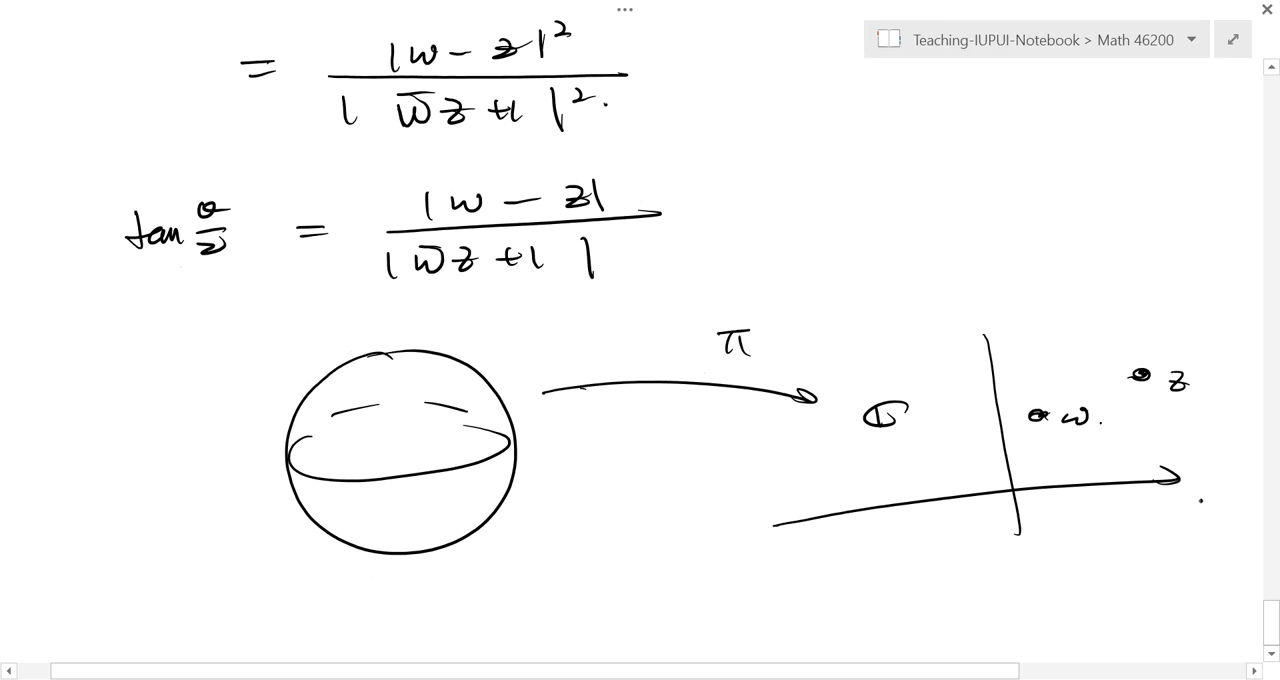 Teaching-IUPUI-Notebook > Math 46200
= |w - z|² / |w̅z + 1|².
tan θ/2 = |w - z| / |w̅z + 1|
π
ℂ
z
w.